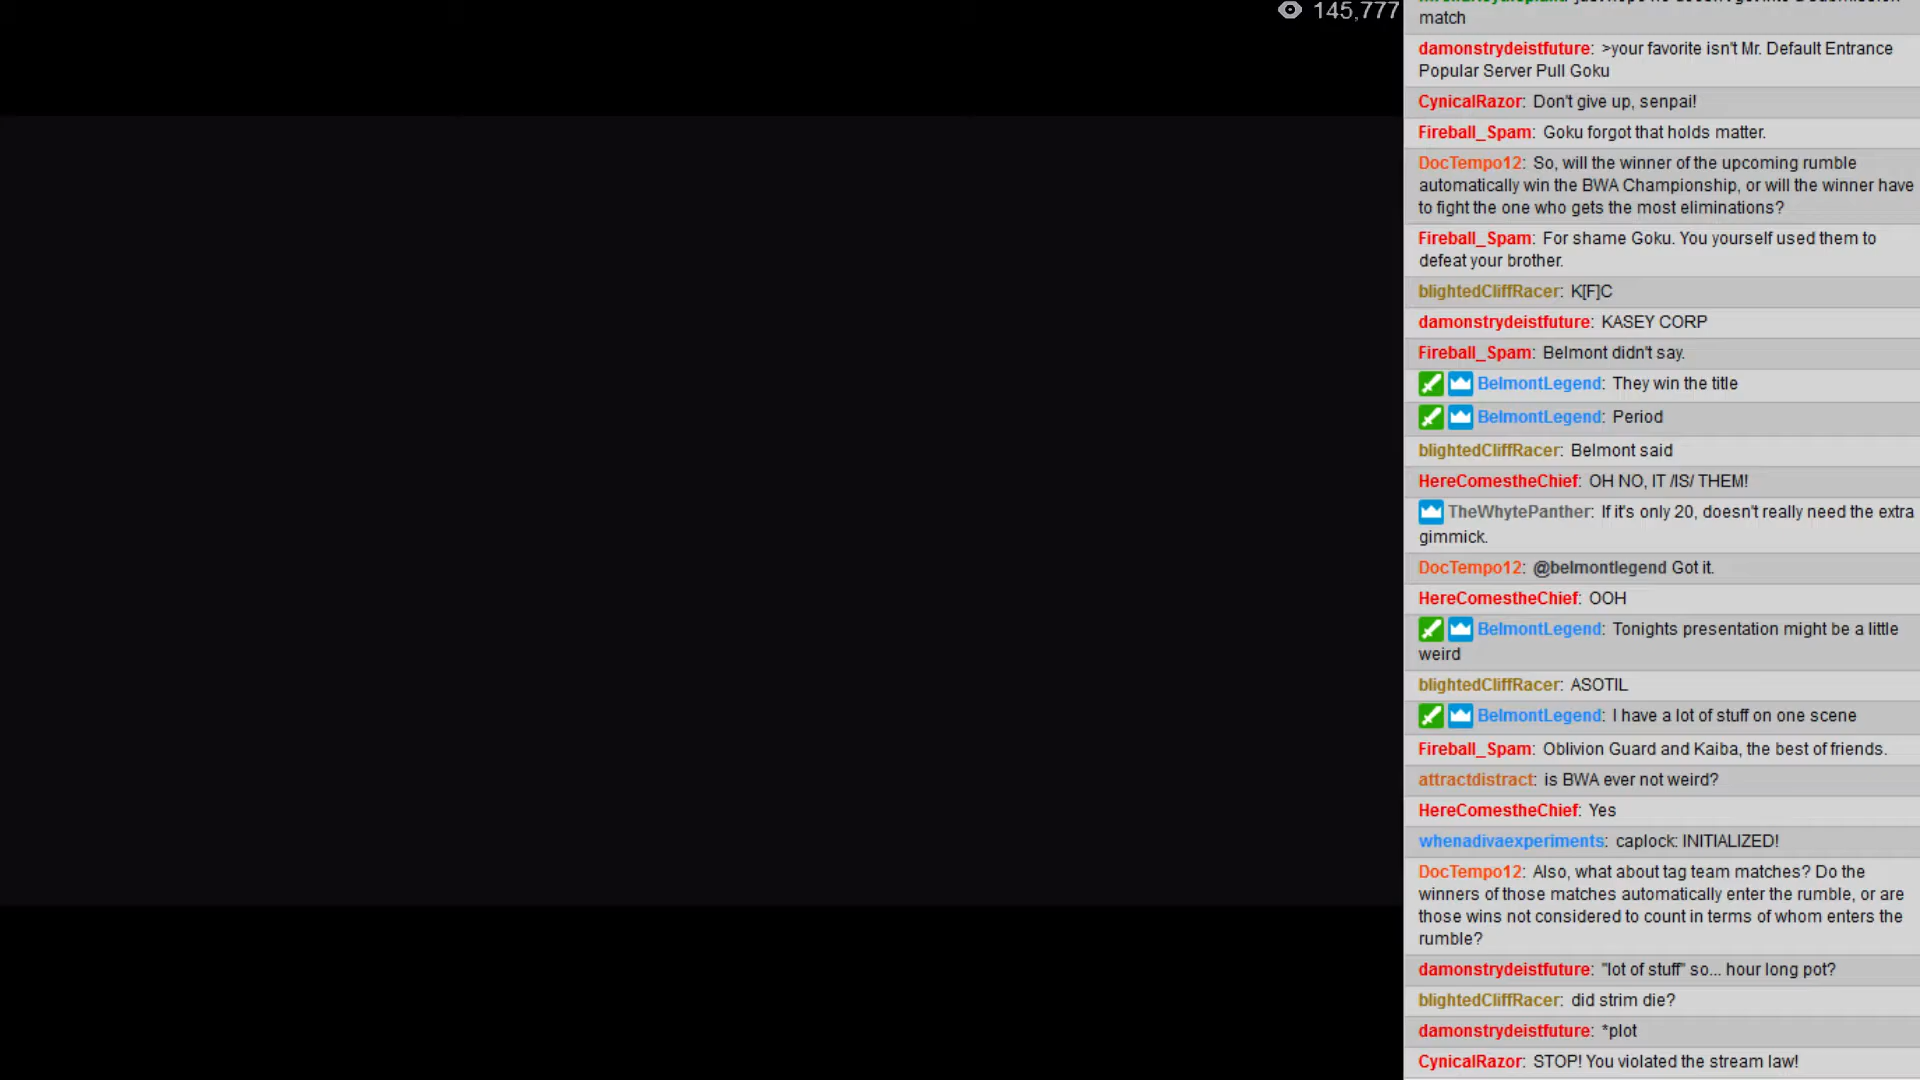 145,777
match
damonstrydeistfuture: >your favorite isn't Mr. Default Entrance
Popular Server Pull Goku
CynicalRazor: Don't give up, senpai!
Fireball_Spam: Goku forgot that holds matter.
DocTempo12: So, will the winner of the upcoming rumble
automatically win the BWA Championship, or will the winner have
to fight the one who gets the most eliminations?
Fireball_Spam: For shame Goku. You yourself used them to
defeat your brother.
blightedCliffRacer: K[F]C
damonstrydeistfuture: KASEY CORP
Fireball_Spam: Belmont didn't say.
BelmontLegend: They win the title
BelmontLegend: Period
blightedCliffRacer: Belmont said
HereComestheChief: OH NO, IT /IS/ THEM!
TheWhytePanther: If it's only 20, doesn't really need the extra
gimmick.
DocTempo12: @belmontlegend Got it.
HereComestheChief: OOH
BelmontLegend: Tonights presentation might be a little
weird
blightedCliffRacer: ASOTIL
BelmontLegend: I have a lot of stuff on one scene
Fireball_Spam: Oblivion Guard and Kaiba, the best of friends.
attractdistract: is BWA ever not weird?
HereComestheChief: Yes
whenadivaexperiments: caplock: INITIALIZED!
DocTempo12: Also, what about tag team matches? Do the
winners of those matches automatically enter the rumble, or are
those wins not considered to count in terms of whom enters the
rumble?
damonstrydeistfuture: "lot of stuff" so... hour long pot?
blightedCliffRacer: did strim die?
damonstrydeistfuture: *plot
CynicalRazor: STOP! You violated the stream law!